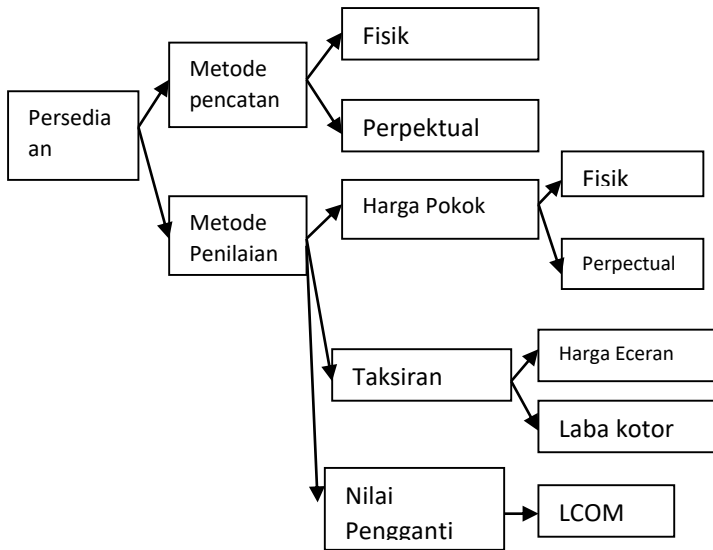 Fisik
Metode
pencatan
Persedia
an
Perpektual
Fisik
Harga Pokok
Metode
Penilaian
Perpectual
Harga Eceran
Taksiran
Laba kotor
Nilai
Pengganti
LCOM